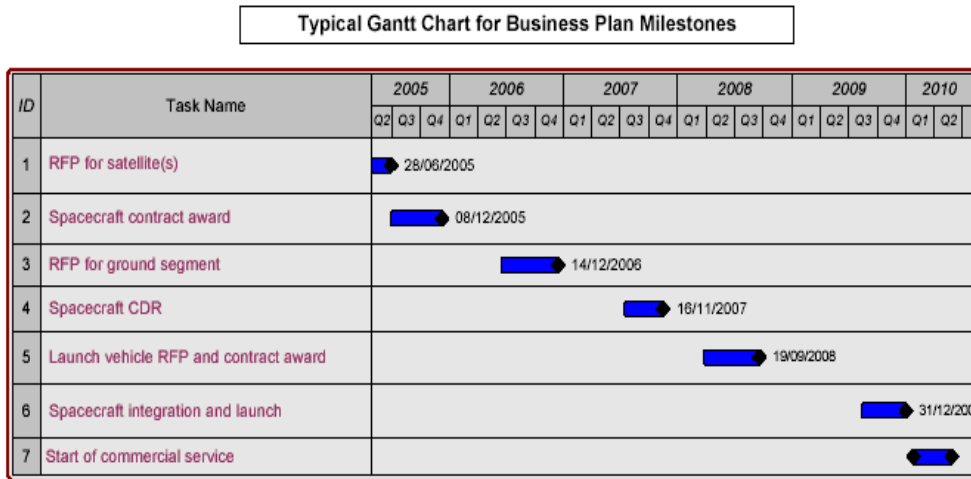 Typical Gantt Chart for Business Plan Milestones
ID Task Name 2005 2006 2007 2008 2009 2010
Q2 Q3 Q4 Q1 Q2 Q3 Q4 Q1 Q2 Q3 Q4 Q1 Q2 Q3 Q4 Q1 Q2 Q3 Q4 Q1 Q2
1 RFP for satellite(s) 28/06/2005
2 Spacecraft contract award 08/12/2005
3 RFP for ground segment 14/12/2006
4 Spacecraft CDR 16/11/2007
5 Launch vehicle RFP and contract award 19/09/2008
6 Spacecraft integration and launch 31/12/200
7 Start of commercial service